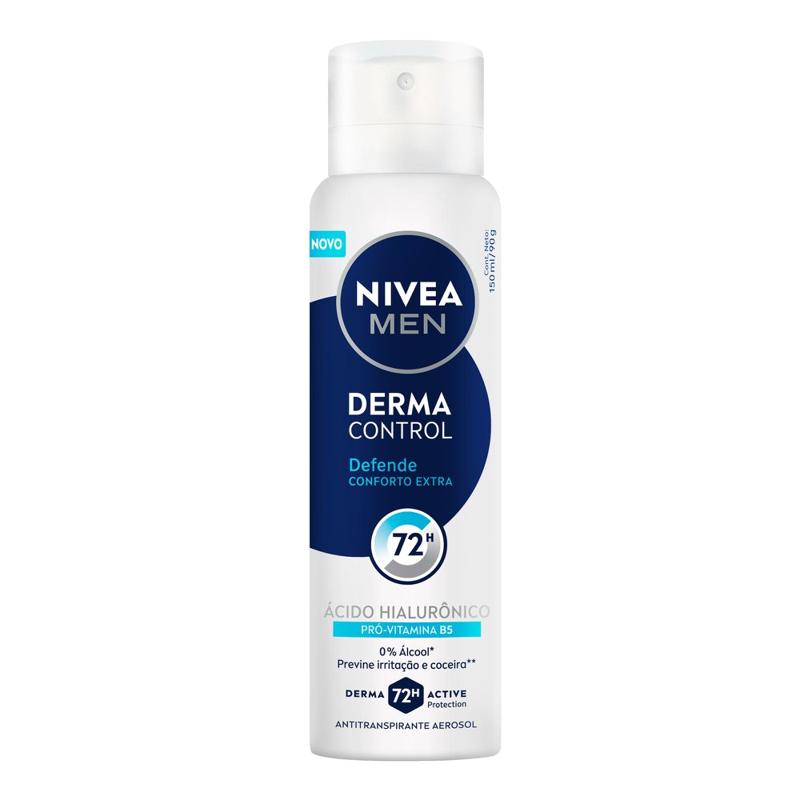 NOVO
Cont. Neto:
150 ml/90 g
NIVEA
MEN
DERMA
CONTROL
Defende
CONFORTO EXTRA
72H
ÁCIDO HIALURÔNICO
PRÓ-VITAMINA B5
0% Álcool*
Previne irritação e coceira**
DERMA 72H ACTIVE
Protection
ANTITRANSPIRANTE AEROSOL